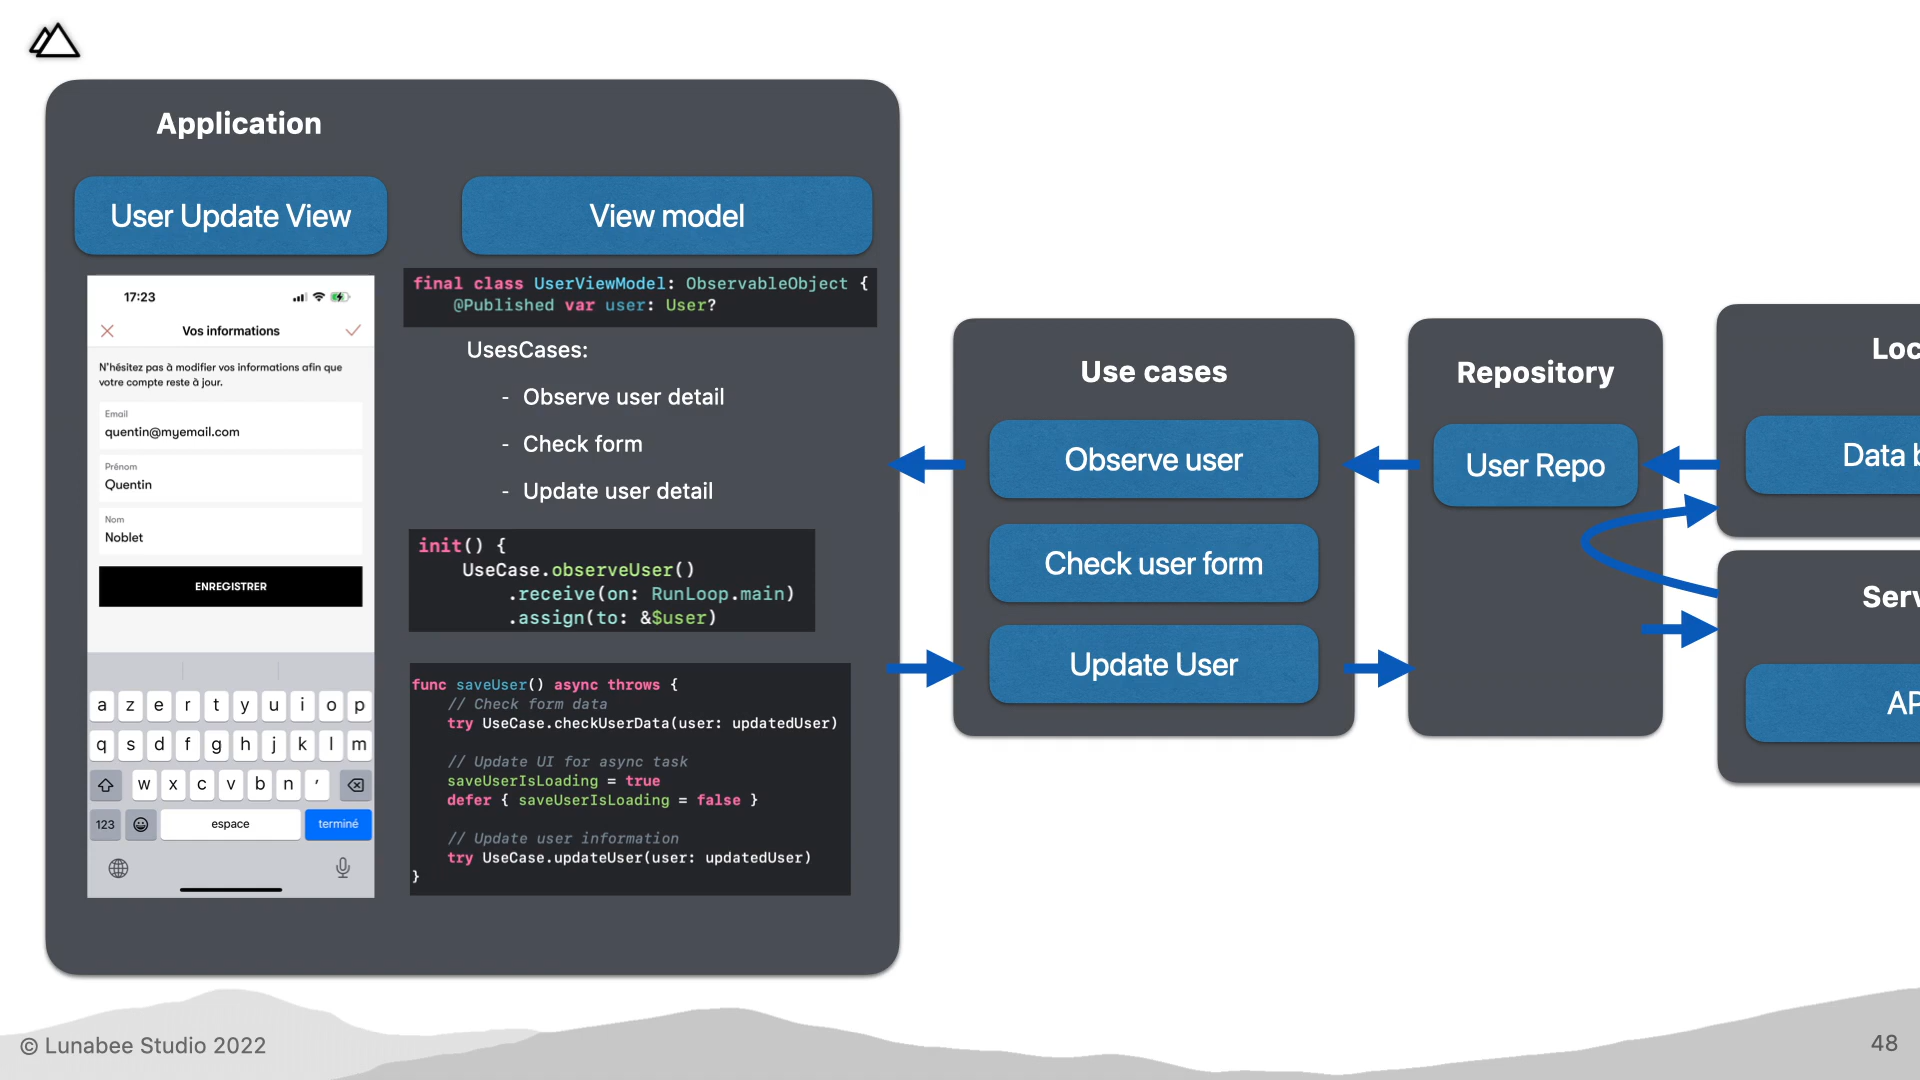 Application
User Update View
View model
17:23
Vos informations
N'hésitez pas à modifier vos informations afin que
votre compte reste à jour.
Email
quentin@myemail.com
Prénom
Quentin
Nom
Noblet
ENREGISTRER
a z e r t y u i o p
q s d f g h j k l m
w x c v b n ’
123 espace terminé
final class UserViewModel: ObservableObject {
@Published var user: User?
UsesCases:
- Observe user detail
- Check form
- Update user detail
init() {
UseCase.observeUser()
.receive(on: RunLoop.main)
.assign(to: &$user)
func saveUser() async throws {
// Check form data
try UseCase.checkUserData(user: updatedUser)
// Update UI for async task
saveUserIsLoading = true
defer { saveUserIsLoading = false }
// Update user information
try UseCase.updateUser(user: updatedUser)
}
Use cases
Observe user
Check user form
Update User
Repository
User Repo
Loc
Data b
Serv
AP
© Lunabee Studio 2022
48